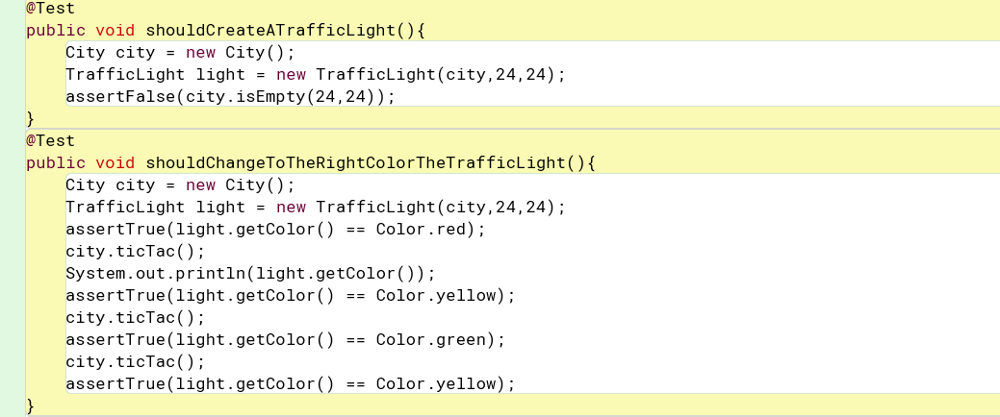 @Test
public void shouldCreateATrafficLight(){
City city = new City();
TrafficLight light = new TrafficLight(city,24,24);
assertFalse(city.isEmpty(24,24));
}
@Test
public void shouldChangeToTheRightColorTheTrafficLight(){
City city = new City();
TrafficLight light = new TrafficLight(city,24,24);
assertTrue(light.getColor() == Color.red);
city.ticTac();
System.out.println(light.getColor());
assertTrue(light.getColor() == Color.yellow);
city.ticTac();
assertTrue(light.getColor() == Color.green);
city.ticTac();
assertTrue(light.getColor() == Color.yellow);
}